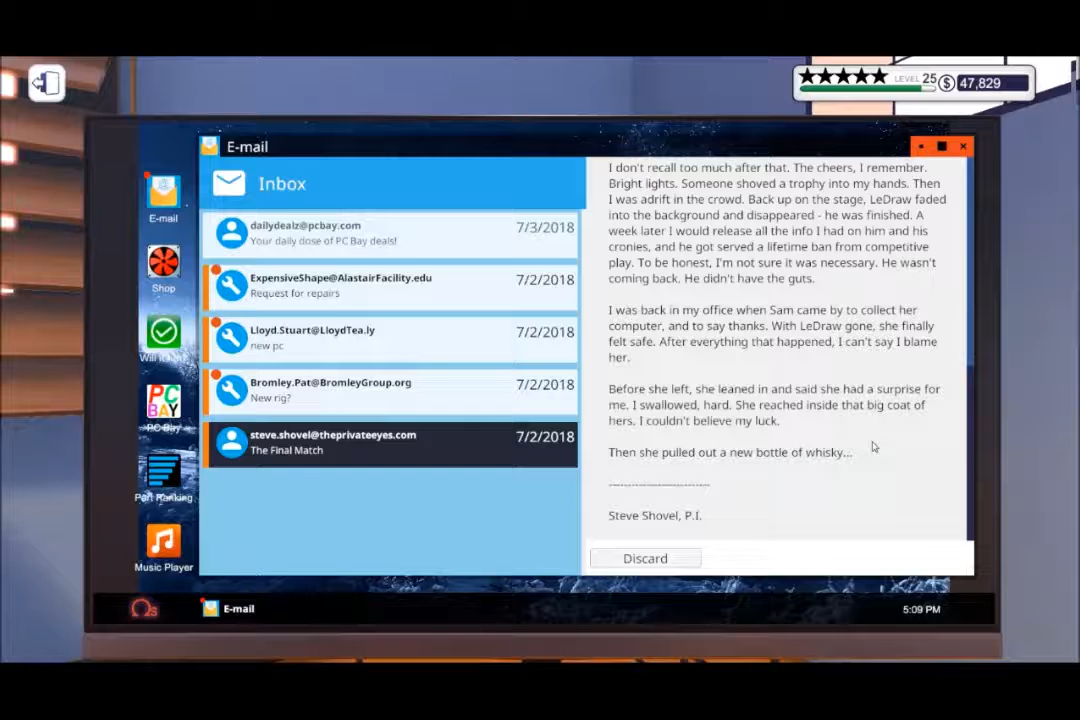 LEVEL 25 $ 47,829
E-mail
Inbox
dailydealz@pcbay.com 7/3/2018
Your daily dose of PC Bay deals!
ExpensiveShape@AlastairFacility.edu 7/2/2018
Request for repairs
Lloyd.Stuart@LloydTea.ly 7/2/2018
new pc
Bromley.Pat@BromleyGroup.org 7/2/2018
New rig?
steve.shovel@theprivateeyes.com 7/2/2018
The Final Match
I don't recall too much after that. The cheers, I remember.
Bright lights. Someone shoved a trophy into my hands. Then
I was adrift in the crowd. Back up on the stage, LeDraw faded
into the background and disappeared - he was finished. A
week later I would release all the info I had on him and his
cronies, and he got served a lifetime ban from competitive
play. To be honest, I'm not sure it was necessary. He wasn't
coming back. He didn't have the guts.
I was back in my office when Sam came by to collect her
computer, and to say thanks. With LeDraw gone, she finally
felt safe. After everything that happened, I can't say I blame
her.
Before she left, she leaned in and said she had a surprise for
me. I swallowed, hard. She reached inside that big coat of
hers. I couldn't believe my luck.
Then she pulled out a new bottle of whisky...
------------------------
Steve Shovel, P.I.
Discard
E-mail
Shop
PC
BAY
PC Bay
Part Ranking
Music Player
Ωs
E-mail
5:09 PM